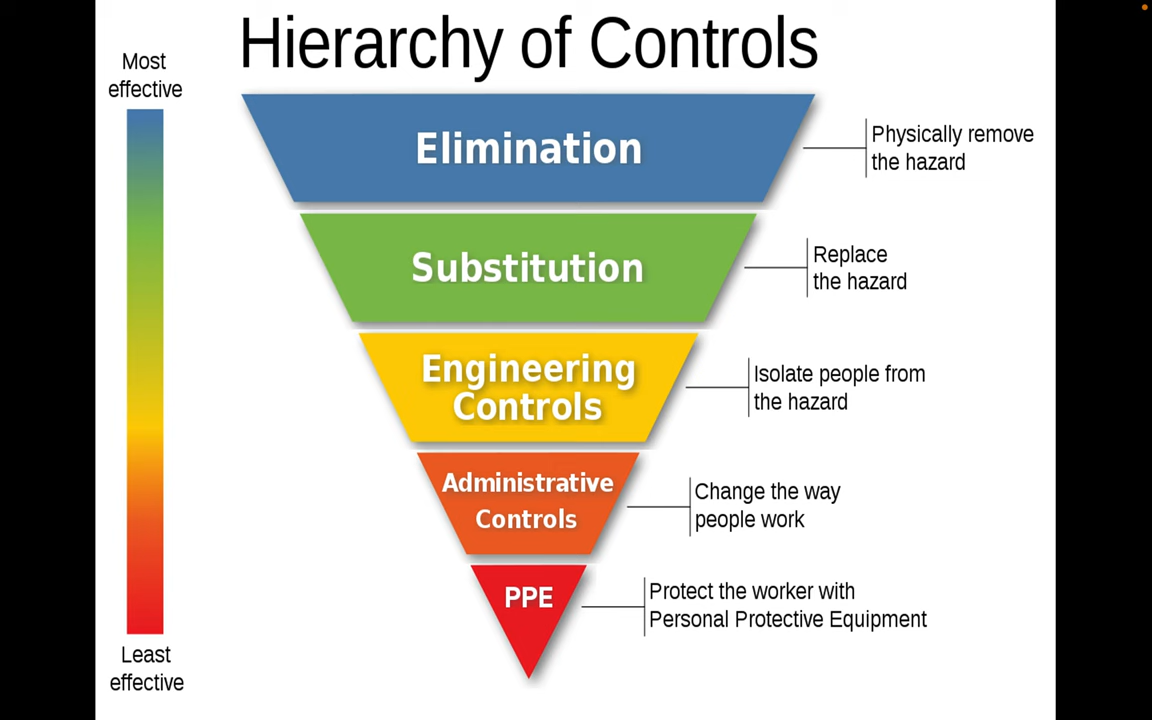 Hierarchy of Controls
Most
effective
Elimination
Physically remove
the hazard
Substitution
Replace
the hazard
Engineering
Controls
Isolate people from
the hazard
Administrative
Controls
Change the way
people work
PPE
Protect the worker with
Personal Protective Equipment
Least
effective